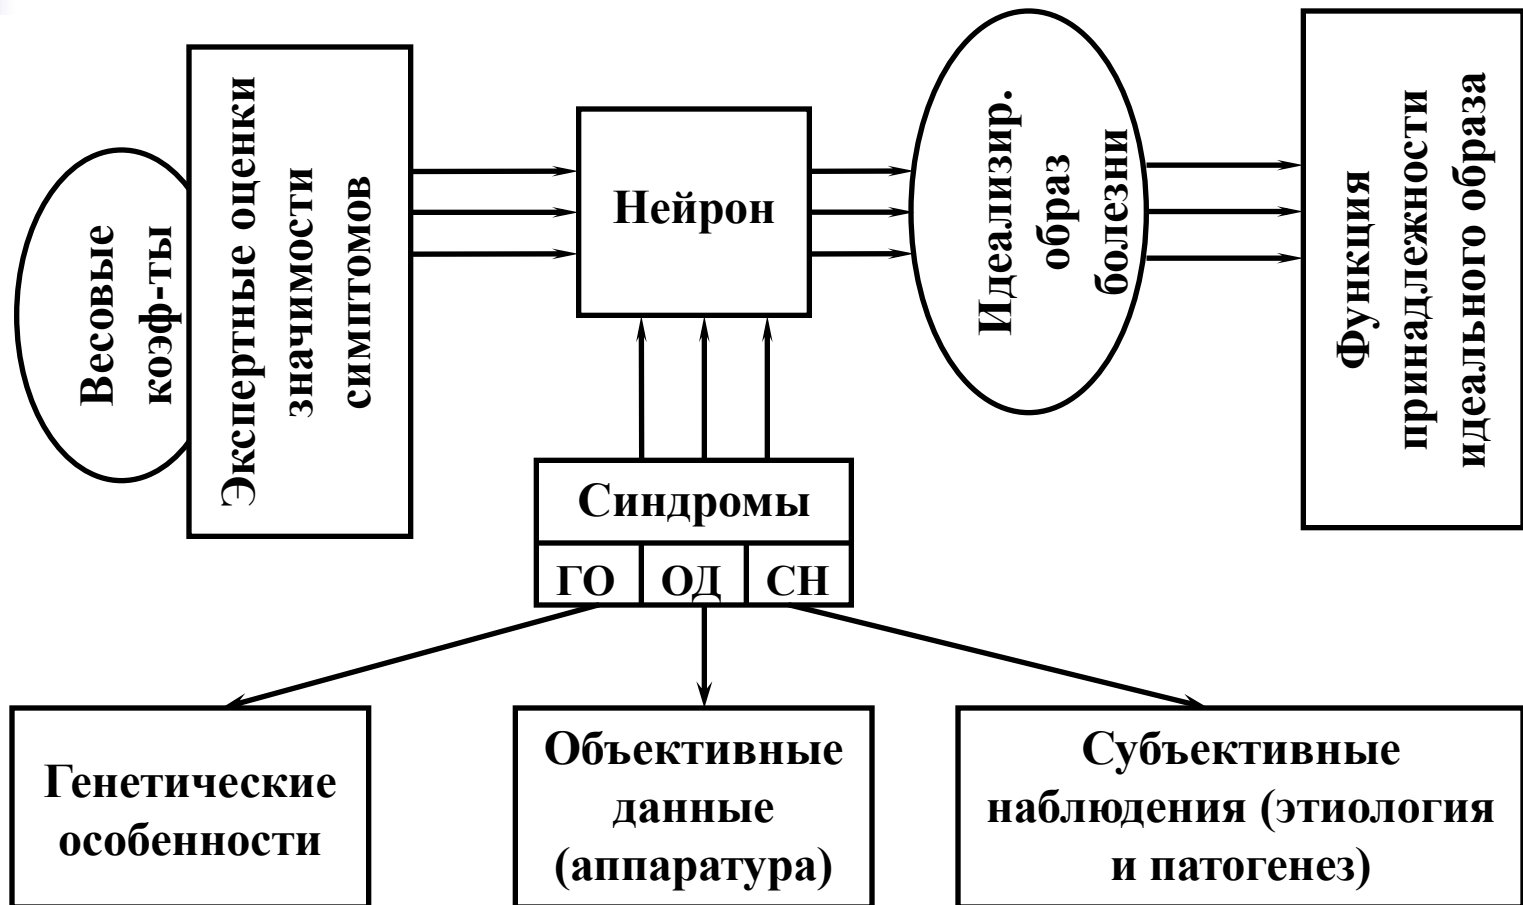 Весовые
коэф-ты
Экспертные оценки
значимости
симптомов
Нейрон
Идеализир.
образ
болезни
Функция
принадлежности
идеального образа
Синдромы
ГО
ОД
СН
Генетические
особенности
Объективные
данные
(аппаратура)
Субъективные
наблюдения (этиология
и патогенез)